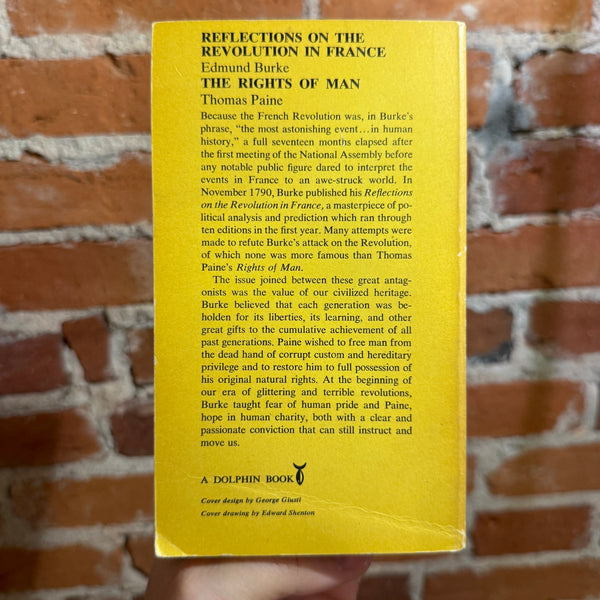 REFLECTIONS ON THE
REVOLUTION IN FRANCE
Edmund Burke
THE RIGHTS OF MAN
Thomas Paine
Because the French Revolution was, in Burke's
phrase, "the most astonishing event...in human
history," a full seventeen months elapsed after
the first meeting of the National Assembly before
any notable public figure dared to interpret the
events in France to an awe-struck world. In
November 1790, Burke published his Reflections
on the Revolution in France, a masterpiece of po-
litical analysis and prediction which ran through
ten editions in the first year. Many attempts were
made to refute Burke's attack on the Revolution,
of which none was more famous than Thomas
Paine's Rights of Man.
The issue joined between these great antag-
onists was the value of our civilized heritage.
Burke believed that each generation was be-
holden for its liberties, its learning, and other
great gifts to the cumulative achievement of all
past generations. Paine wished to free man from
the dead hand of corrupt custom and hereditary
privilege and to restore him to full possession of
his original natural rights. At the beginning of
our era of glittering and terrible revolutions,
Burke taught fear of human pride and Paine,
hope in human charity, both with a clear and
passionate conviction that can still instruct and
move us.
A DOLPHIN BOOK
Cover design by George Giusti
Cover drawing by Edward Shenton